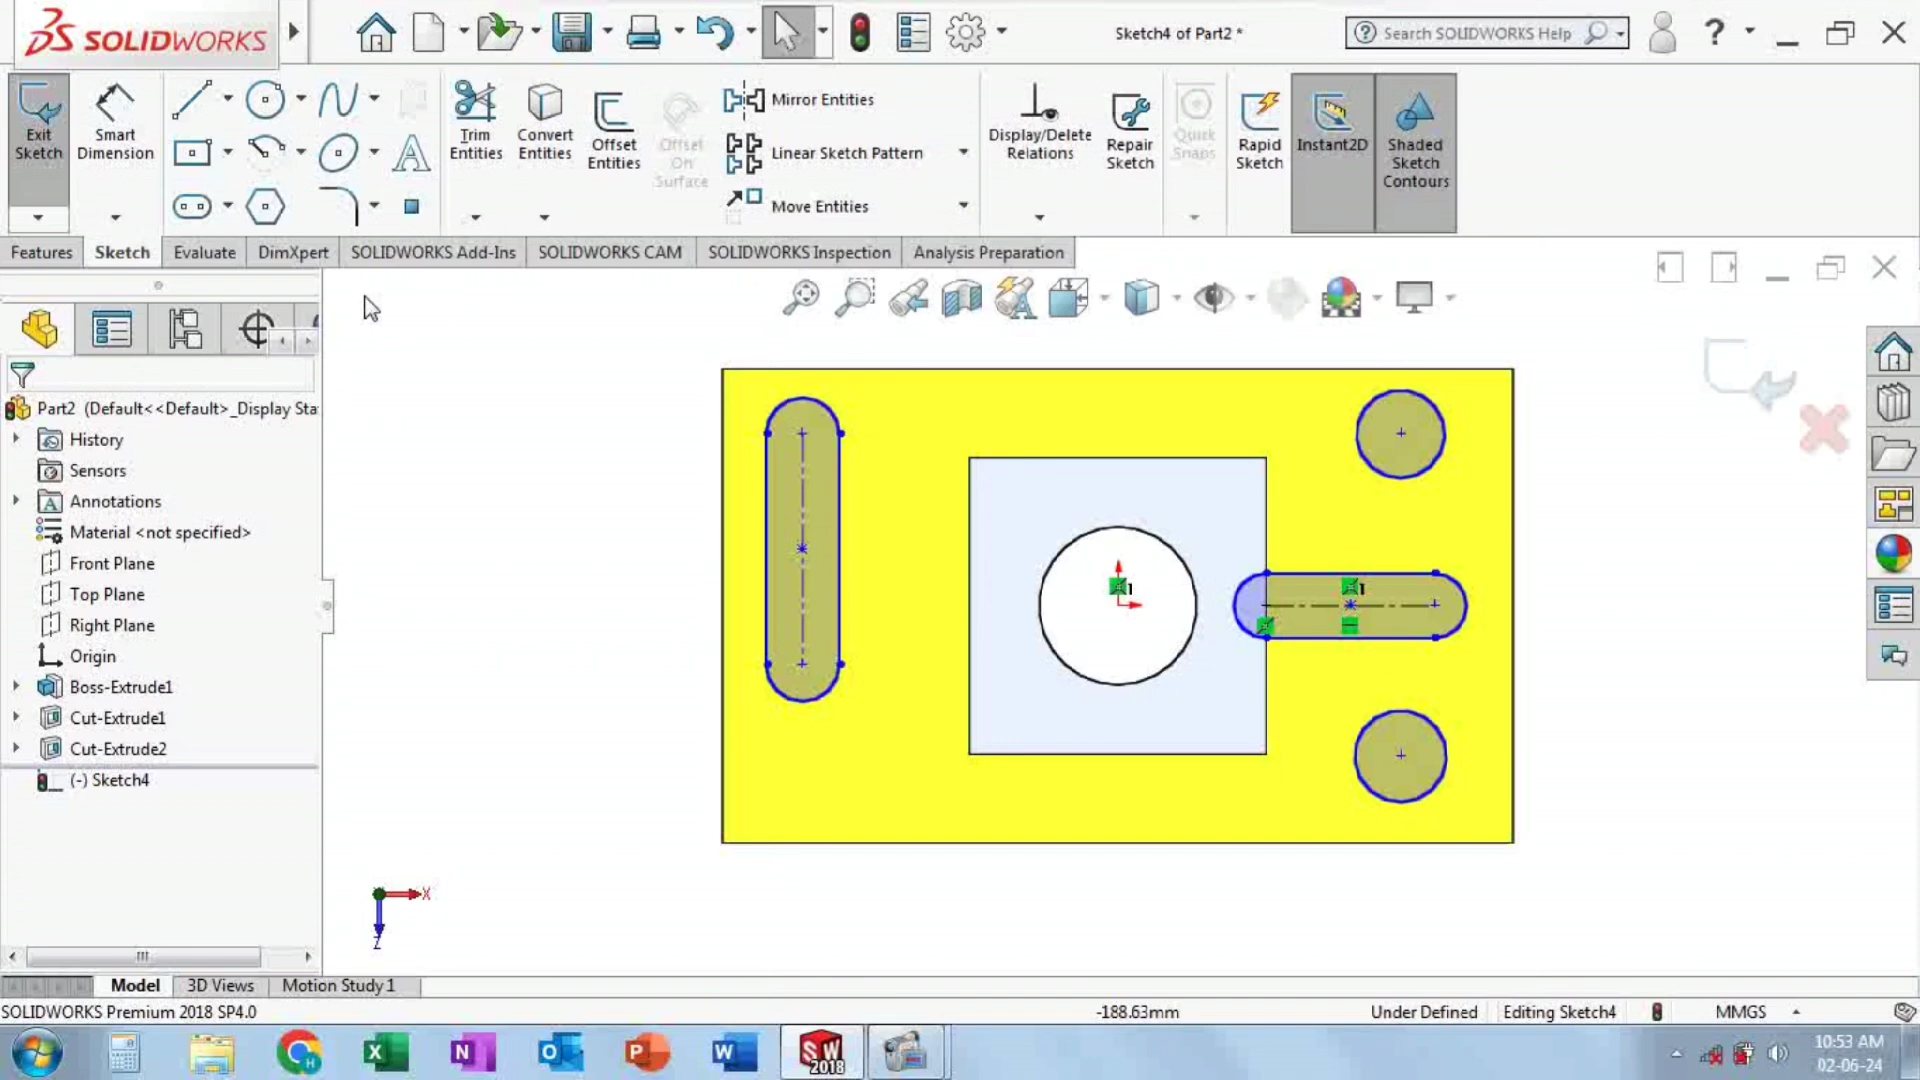 SOLIDWORKS
Sketch4 of Part2 *
Search SOLIDWORKS Help
Exit Sketch
Smart Dimension
Trim Entities
Convert Entities
Offset Entities
Offset On Surface
Mirror Entities
Linear Sketch Pattern
Move Entities
Display/Delete Relations
Repair Sketch
Quick Snaps
Rapid Sketch
Instant2D
Shaded Sketch Contours
Features
Sketch
Evaluate
DimXpert
SOLIDWORKS Add-Ins
SOLIDWORKS CAM
SOLIDWORKS Inspection
Analysis Preparation
Part2 (Default<<Default>_Display Sta
History
Sensors
Annotations
Material <not specified>
Front Plane
Top Plane
Right Plane
Origin
Boss-Extrude1
Cut-Extrude1
Cut-Extrude2
(-) Sketch4
1
1
X
Z
Model
3D Views
Motion Study 1
SOLIDWORKS Premium 2018 SP4.0
-188.63mm
Under Defined
Editing Sketch4
MMGS
SW
2018
10:53 AM
02-06-24